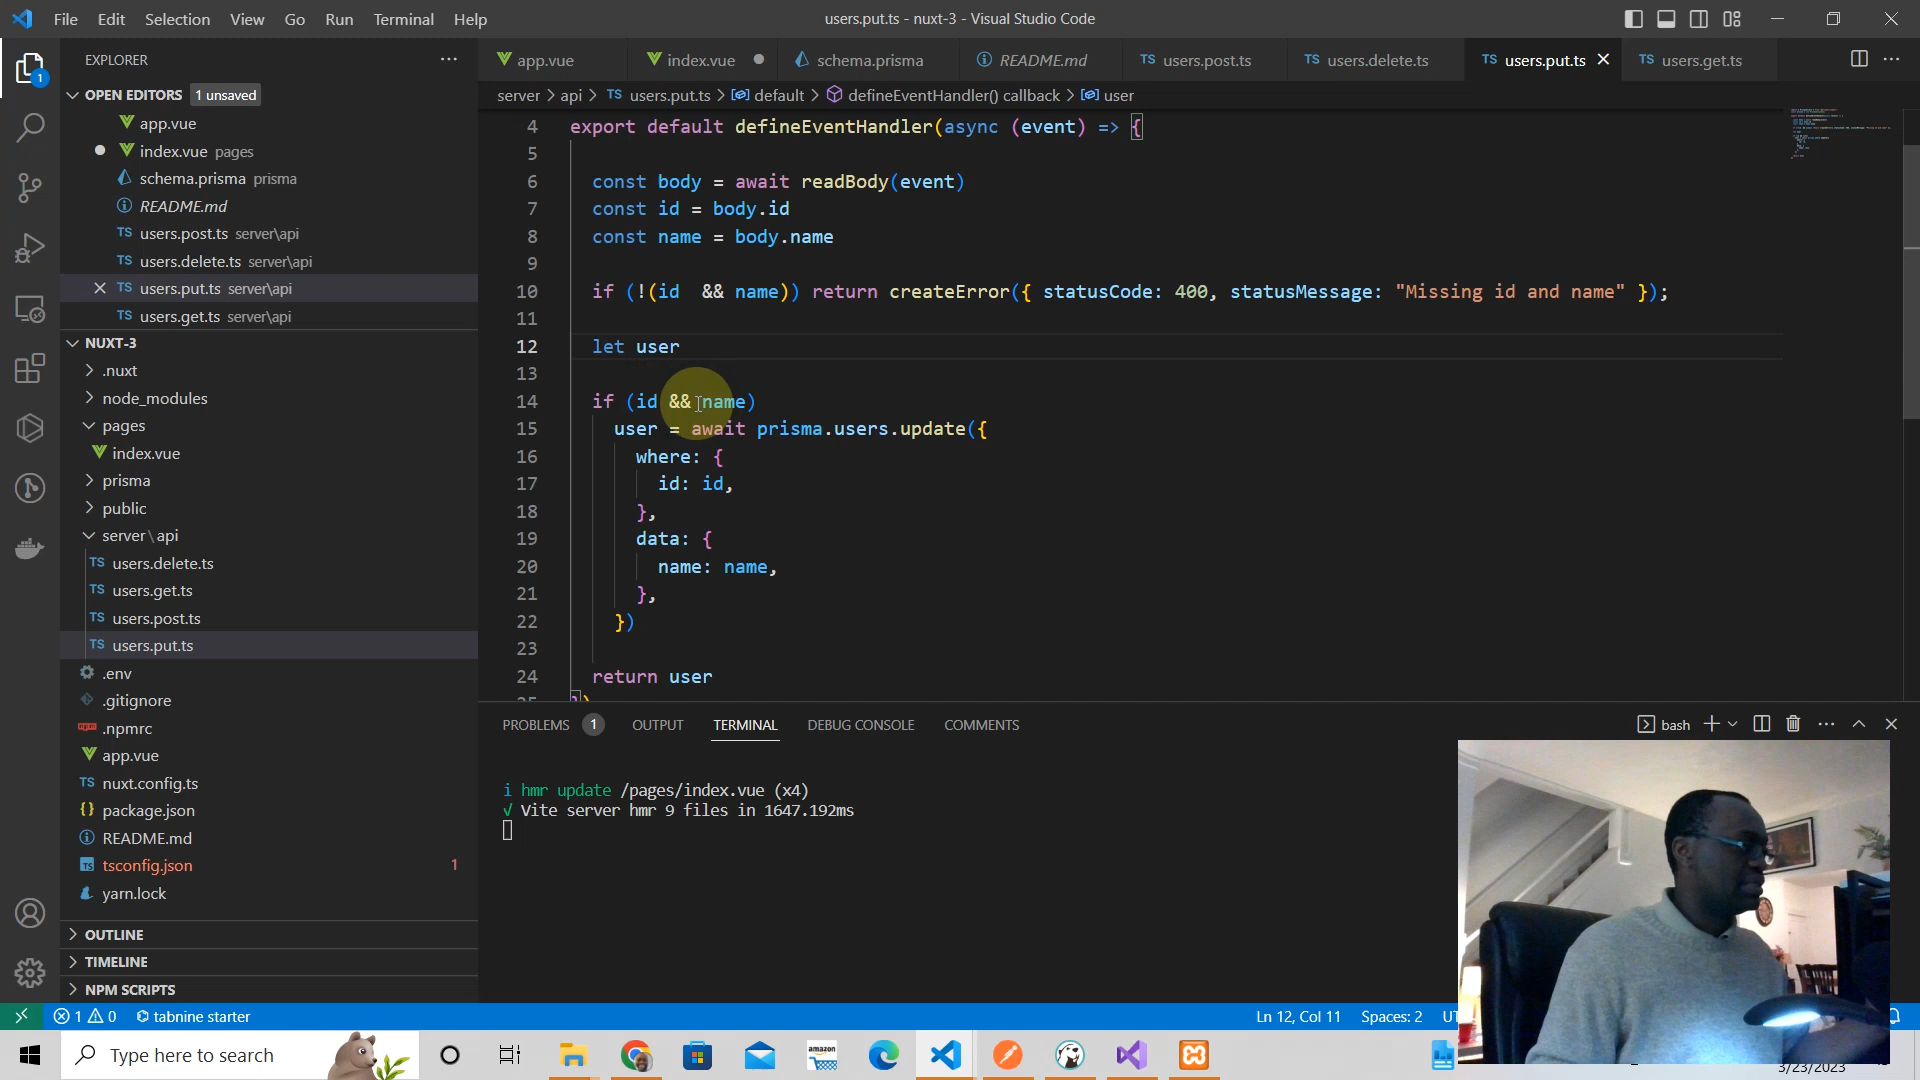 File Edit Selection View Go Run Terminal Help
users.put.ts - nuxt-3 - Visual Studio Code
EXPLORER
OPEN EDITORS 1 unsaved
app.vue
index.vue pages
schema.prisma prisma
README.md
users.post.ts server\api
users.delete.ts server\api
users.put.ts server\api
users.get.ts server\api
NUXT-3
.nuxt
node_modules
pages
index.vue
prisma
public
server\api
users.delete.ts
users.get.ts
users.post.ts
users.put.ts
.env
.gitignore
.npmrc
app.vue
nuxt.config.ts
package.json
README.md
tsconfig.json 1
yarn.lock
OUTLINE
TIMELINE
NPM SCRIPTS
app.vue index.vue schema.prisma README.md users.post.ts users.delete.ts users.put.ts users.get.ts
server > api > TS users.put.ts > default > defineEventHandler() callback > user
4 export default defineEventHandler(async (event) => {
5
6 const body = await readBody(event)
7 const id = body.id
8 const name = body.name
9
10 if (!(id  && name)) return createError({ statusCode: 400, statusMessage: "Missing id and name" });
11
12 let user
13
14 if (id && name)
15 user = await prisma.users.update({
16 where: {
17 id: id,
18 },
19 data: {
20 name: name,
21 },
22 })
23
24 return user
PROBLEMS 1 OUTPUT TERMINAL DEBUG CONSOLE COMMENTS
bash
i hmr update /pages/index.vue (x4)
√ Vite server hmr 9 files in 1647.192ms
1 0 tabnine starter
Ln 12, Col 11 Spaces: 2
Type here to search
amazon
3/23/2023